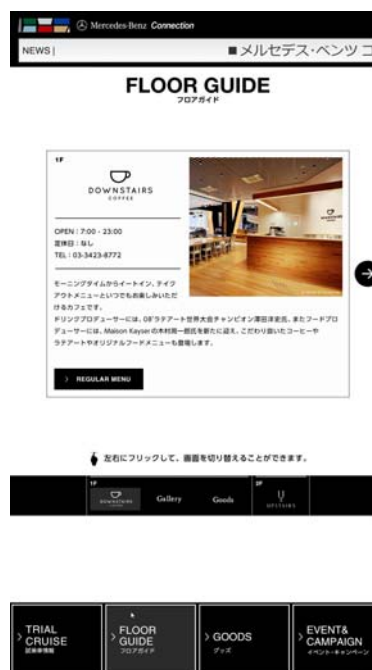 Mercedes-Benz Connection
NEWS |
■メルセデス・ベンツ コ
FLOOR GUIDE
フロアガイド
1F
DOWNSTAIRS
COFFEE
OPEN : 7:00 - 23:00
定休日 : なし
TEL : 03-3423-8772
モーニングタイムからイートイン、テイク
アウトメニューといつでもお楽しみいただ
けるカフェです。
ドリンクプロデューサーには、08'ラテアート世界大会チャンピオン澤田洋史氏、またフードプロ
デューサーには、Maison Kayserの木村周一郎氏を新たに迎え、こだわり抜いたコーヒーや
ラテアートやオリジナルフードメニューも登場します。
REGULAR MENU
左右にフリックして、画面を切り替えることができます。
1F
DOWNSTAIRS
Gallery
Goods
2F
UPSTAIRS
TRIAL
CRUISE
試乗車情報
FLOOR
GUIDE
フロアガイド
GOODS
グッズ
EVENT&
CAMPAIGN
イベント・キャンペーン